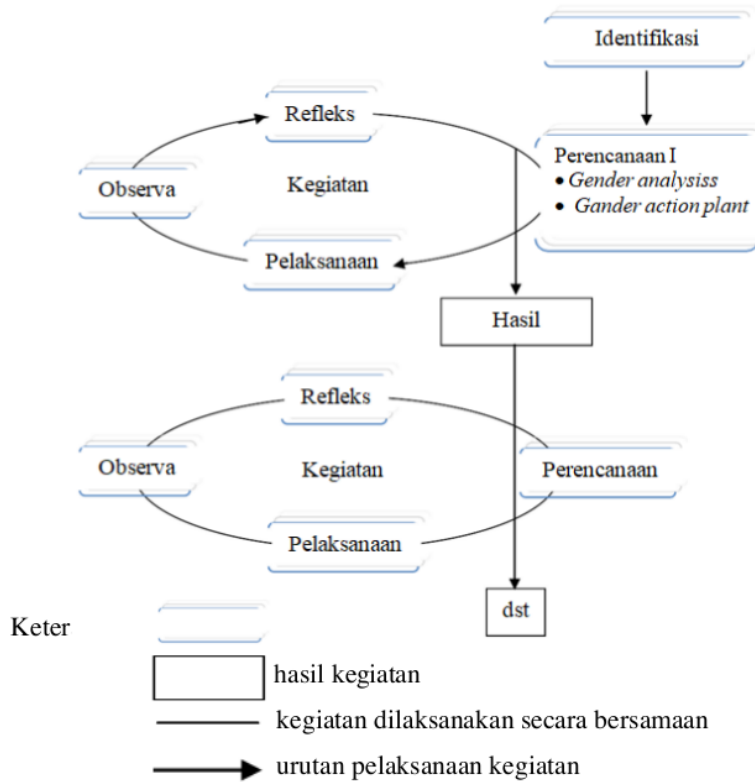 Identifikasi
Refleks
Perencanaan I
• Gender analysiss
• Gander action plant
Observa
Kegiatan
Pelaksanaan
Hasil
Refleks
Observa
Kegiatan
Perencanaan
Pelaksanaan
dst
Keter
hasil kegiatan
kegiatan dilaksanakan secara bersamaan
urutan pelaksanaan kegiatan